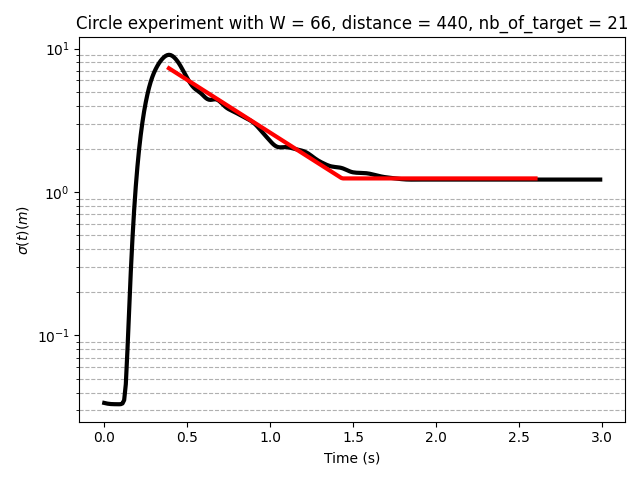 Circle experiment with W = 66, distance = 440, nb_of_target = 21
10¹
10⁰
10⁻¹
σ(t)(m)
0.0 0.5 1.0 1.5 2.0 2.5 3.0
Time (s)